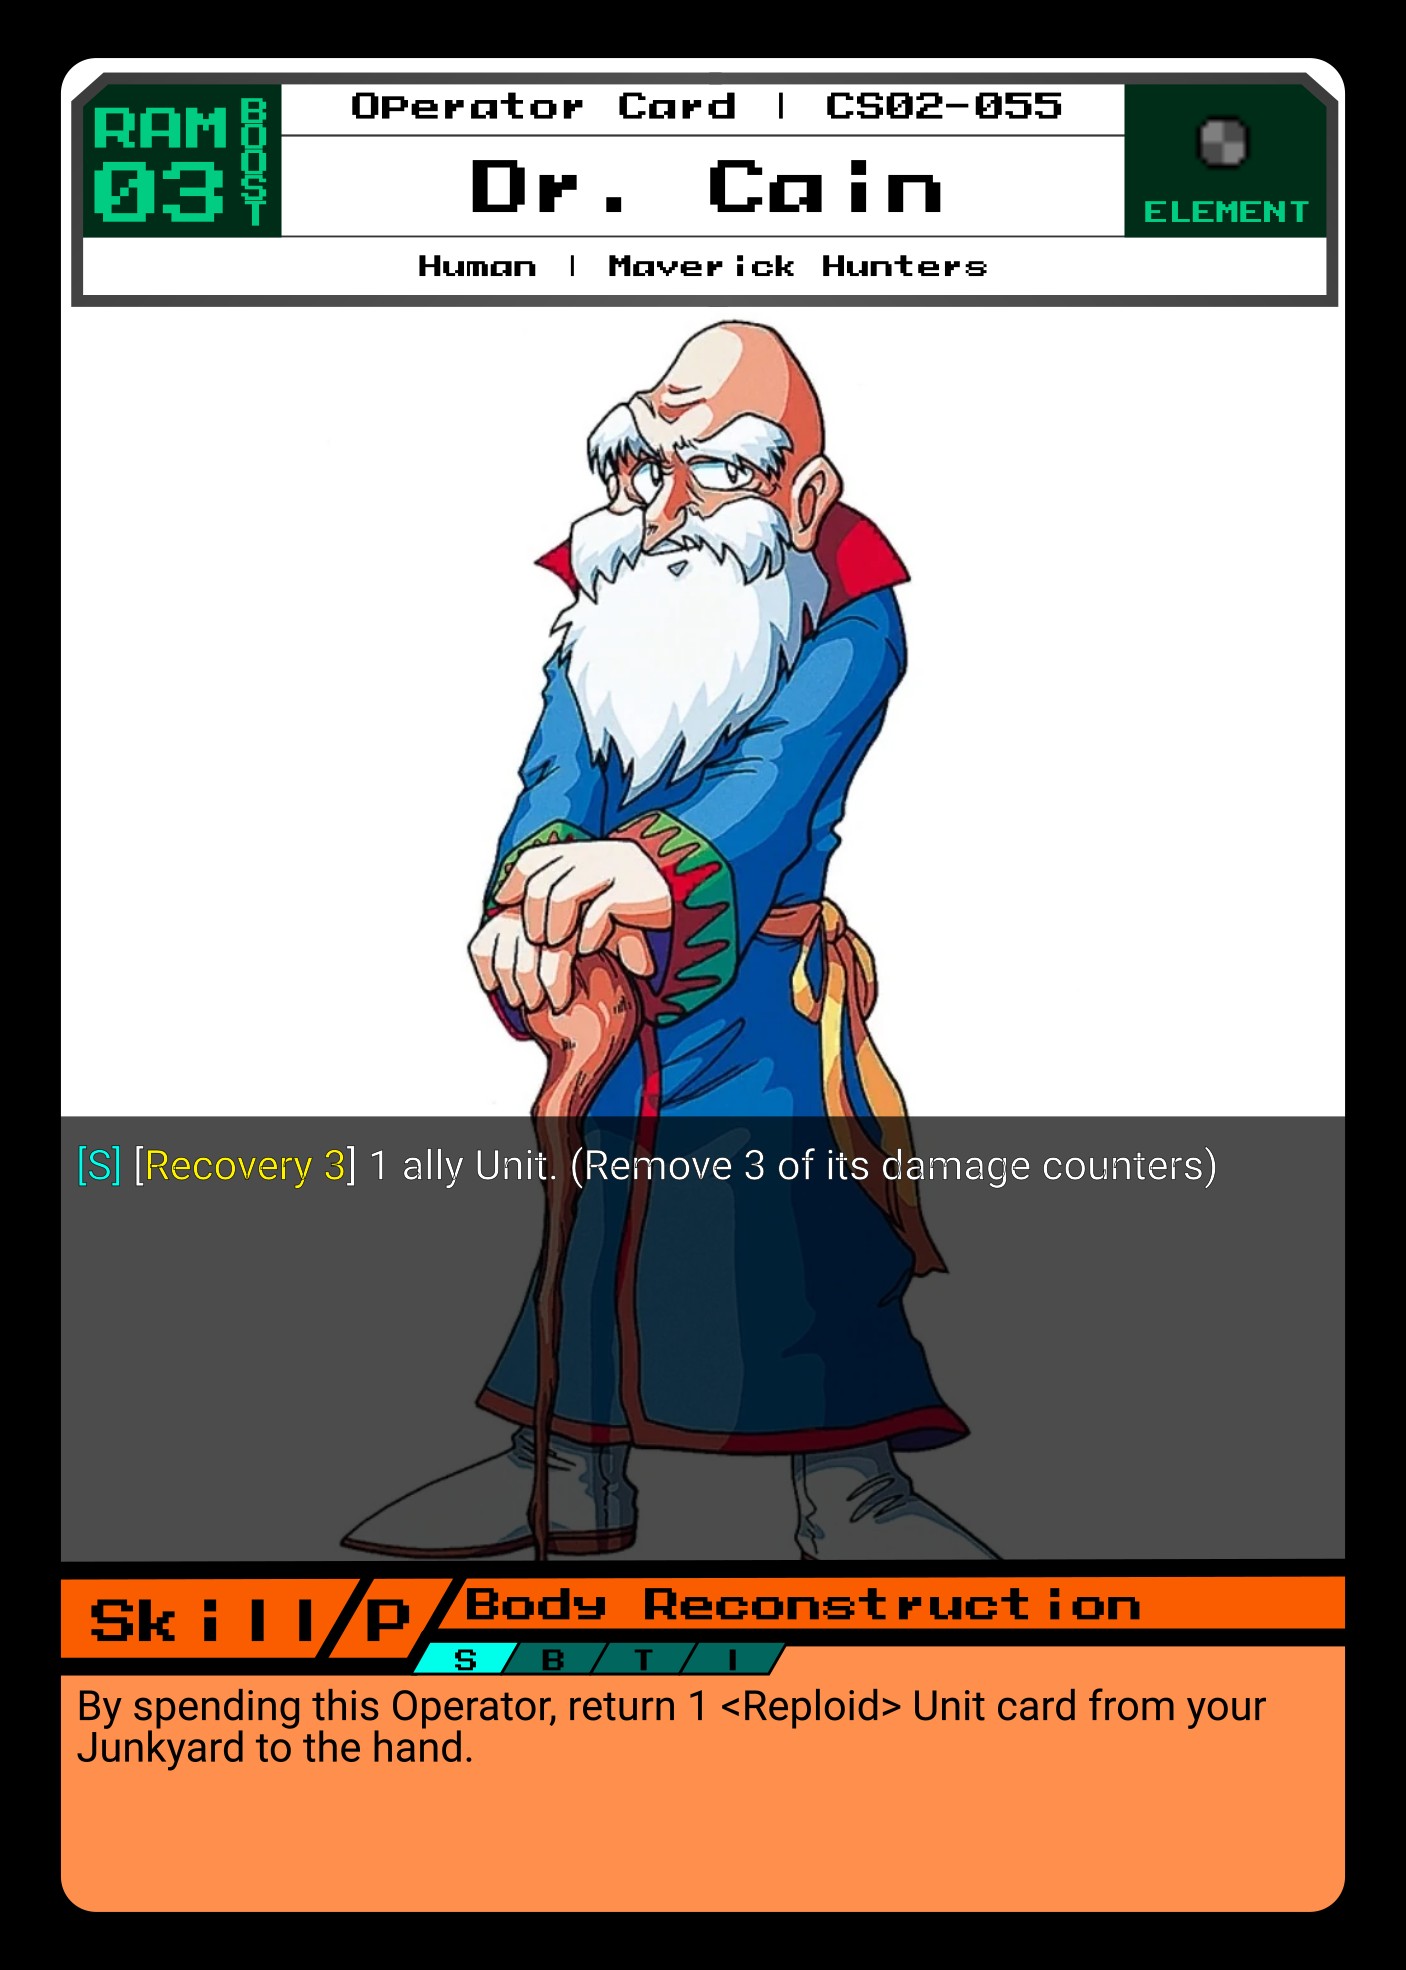 RAM
03
BOOST
Operator Card | CS02-055
Dr. Cain
ELEMENT
Human | Maverick Hunters
[S] [Recovery 3] 1 ally Unit. (Remove 3 of its damage counters)
Skill/P/Body Reconstruction
S B T I
By spending this Operator, return 1 <Reploid> Unit card from your
Junkyard to the hand.